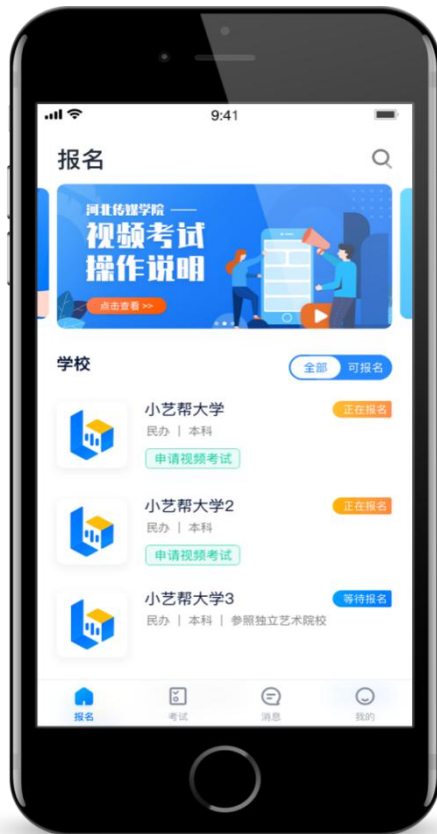 9:41
报名
河北传媒学院
视频考试
操作说明
点击查看 >>
学校
全部 可报名
小艺帮大学 正在报名
民办 | 本科
申请视频考试
小艺帮大学2 正在报名
民办 | 本科
申请视频考试
小艺帮大学3 等待报名
民办 | 本科 | 参照独立艺术院校
报名 考试 消息 我的